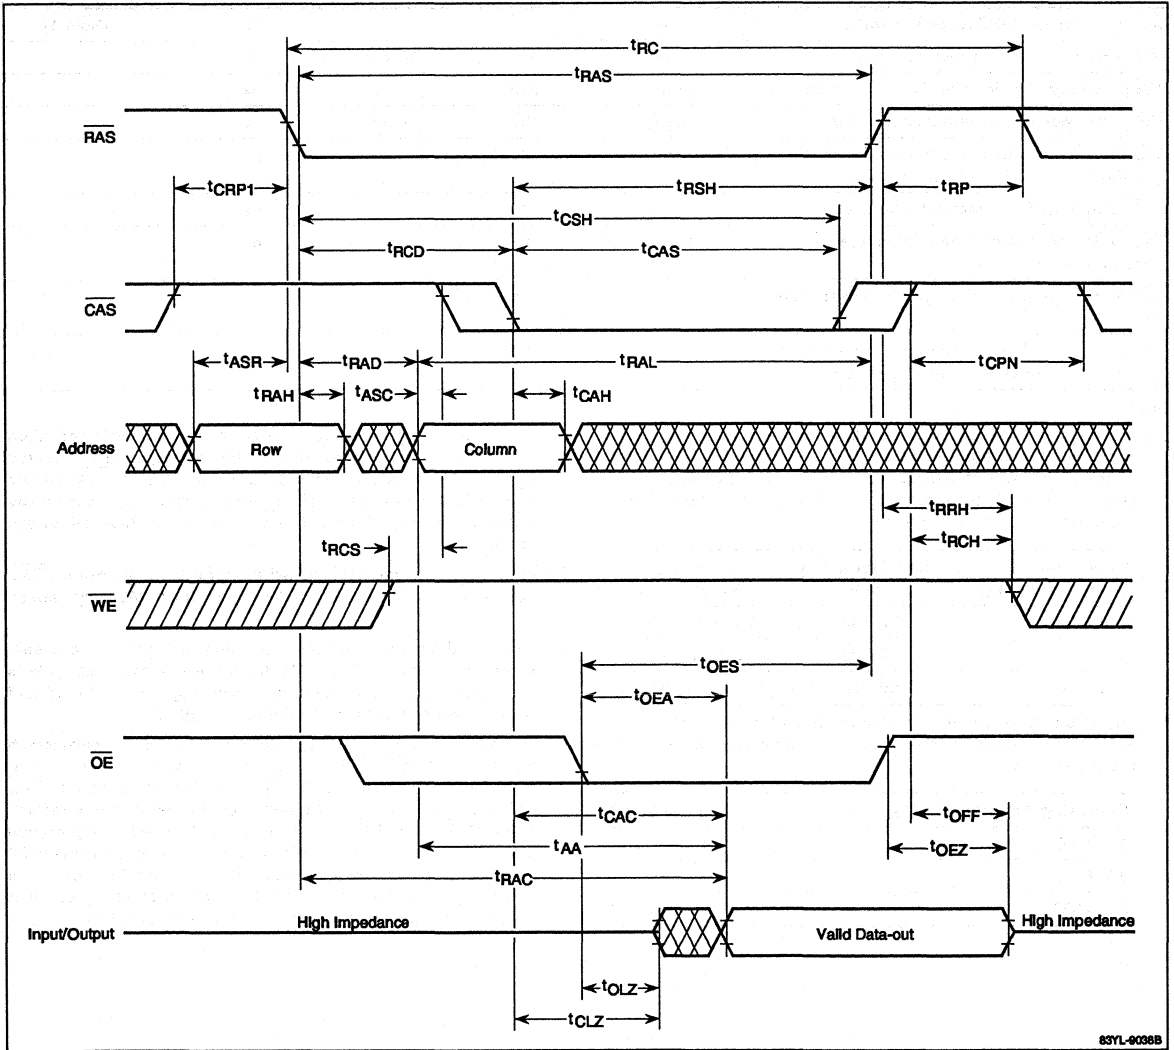 tRC
tRAS
RAS
tCRP1
tRSH
tRP
tCSH
tRCD
tCAS
CAS
tASR
tRAD
tRAL
tCPN
tRAH
tASC
tCAH
Address
Row
Column
tRRH
tRCS
tRCH
WE
tOES
tOEA
OE
tCAC
tOFF
tAA
tOEZ
tRAC
Input/Output
High Impedance
Valid Data-out
High Impedance
tOLZ
tCLZ
83YL-9036B